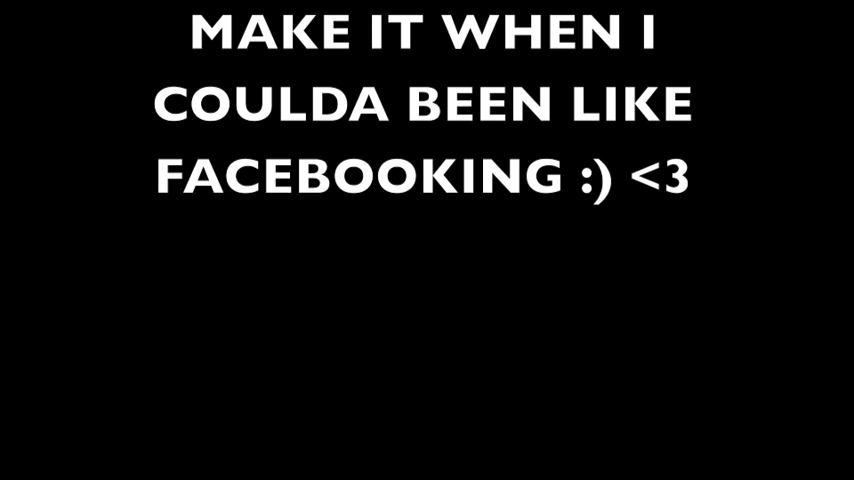 MAKE IT WHEN I
COULDA BEEN LIKE
FACEBOOKING :) <3